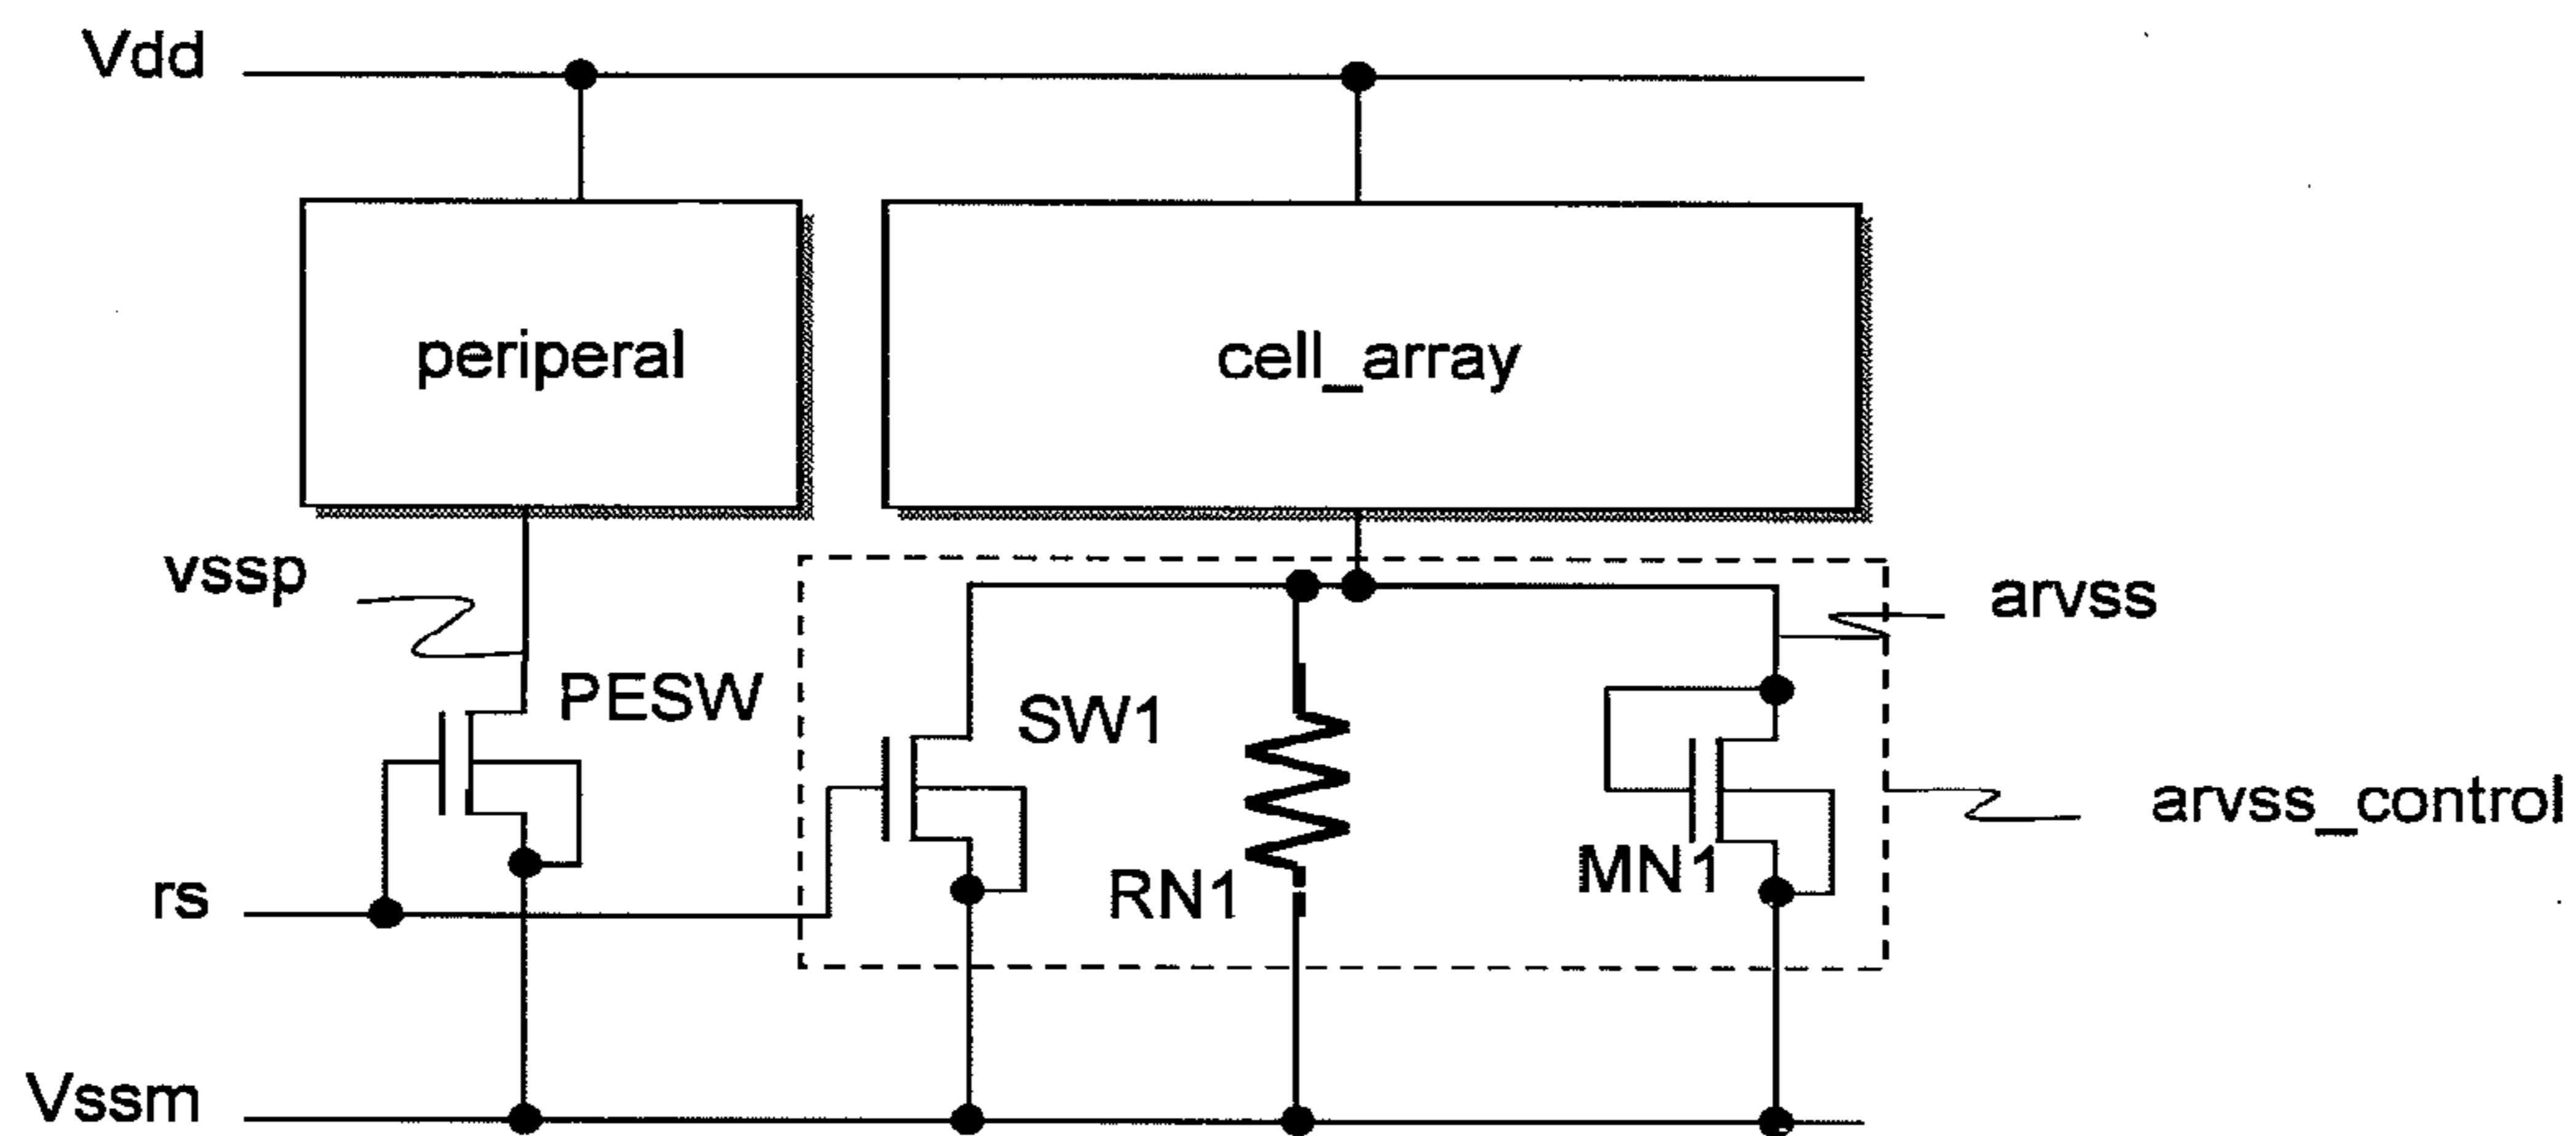 Vdd
periperal
cell_array
vssp
arvss
PESW
SW1
arvss_control
RN1
MN1
rs
Vssm